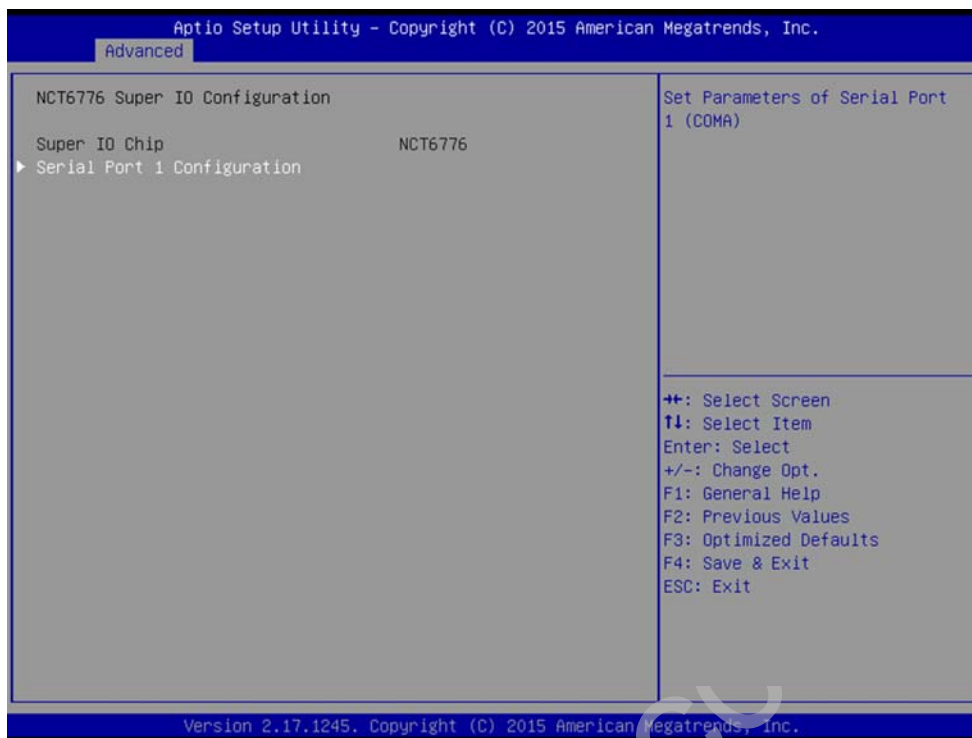 Aptio Setup Utility – Copyright (C) 2015 American Megatrends, Inc.
Advanced
NCT6776 Super IO Configuration
Super IO Chip NCT6776
Serial Port 1 Configuration
Set Parameters of Serial Port
1 (COMA)
→←: Select Screen
↑↓: Select Item
Enter: Select
+/-: Change Opt.
F1: General Help
F2: Previous Values
F3: Optimized Defaults
F4: Save & Exit
ESC: Exit
Version 2.17.1245. Copyright (C) 2015 American Megatrends, Inc.